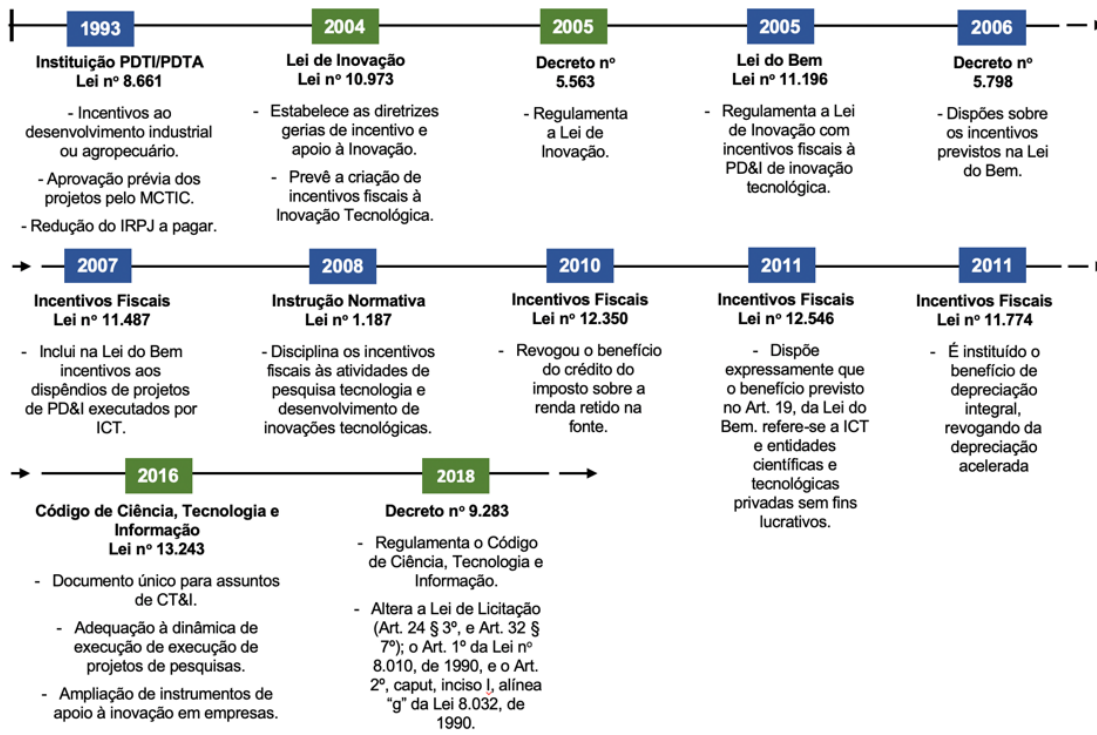 1993
Instituição PDTI/PDTA
Lei nº 8.661
- Incentivos ao
desenvolvimento industrial
ou agropecuário.
- Aprovação prévia dos
projetos pelo MCTIC.
- Redução do IRPJ a pagar.
2004
Lei de Inovação
Lei nº 10.973
- Estabelece as diretrizes
gerias de incentivo e
apoio à Inovação.
- Prevê a criação de
incentivos fiscais à
Inovação Tecnológica.
2005
Decreto nº
5.563
- Regulamenta
a Lei de
Inovação.
2005
Lei do Bem
Lei nº 11.196
- Regulamenta a Lei
de Inovação com
incentivos fiscais à
PD&I de inovação
tecnológica.
2006
Decreto nº
5.798
- Dispões sobre
os incentivos
previstos na Lei
do Bem.
2007
Incentivos Fiscais
Lei nº 11.487
- Inclui na Lei do Bem
incentivos aos
dispêndios de projetos
de PD&I executados por
ICT.
2008
Instrução Normativa
Lei nº 1.187
- Disciplina os incentivos
fiscais às atividades de
pesquisa tecnologia e
desenvolvimento de
inovações tecnológicas.
2010
Incentivos Fiscais
Lei nº 12.350
- Revogou o benefício
do crédito do
imposto sobre a
renda retido na
fonte.
2011
Incentivos Fiscais
Lei nº 12.546
- Dispõe
expressamente que
o benefício previsto
no Art. 19, da Lei do
Bem. refere-se a ICT
e entidades
científicas e
tecnológicas
privadas sem fins
lucrativos.
2011
Incentivos Fiscais
Lei nº 11.774
- É instituído o
benefício de
depreciação
integral,
revogando da
depreciação
acelerada
2016
Código de Ciência, Tecnologia e
Informação
Lei nº 13.243
- Documento único para assuntos
de CT&I.
- Adequação à dinâmica de
execução de execução de
projetos de pesquisas.
- Ampliação de instrumentos de
apoio à inovação em empresas.
2018
Decreto nº 9.283
- Regulamenta o Código
de Ciência, Tecnologia e
Informação.
- Altera a Lei de Licitação
(Art. 24 § 3º, e Art. 32 §
7º); o Art. 1º da Lei nº
8.010, de 1990, e o Art.
2º, caput, inciso I, alínea
“g” da Lei 8.032, de
1990.